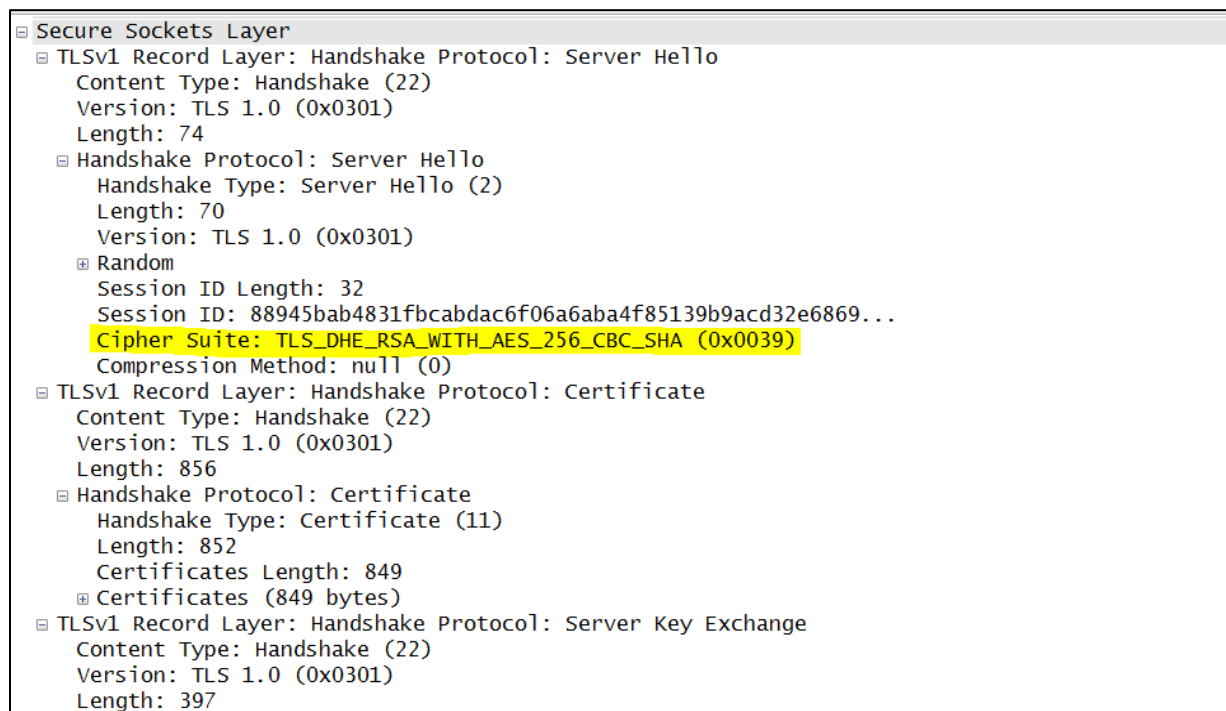 Secure Sockets Layer
TLSv1 Record Layer: Handshake Protocol: Server Hello
Content Type: Handshake (22)
Version: TLS 1.0 (0x0301)
Length: 74
Handshake Protocol: Server Hello
Handshake Type: Server Hello (2)
Length: 70
Version: TLS 1.0 (0x0301)
Random
Session ID Length: 32
Session ID: 88945bab4831fbcabdac6f06a6aba4f85139b9acd32e6869...
Cipher Suite: TLS_DHE_RSA_WITH_AES_256_CBC_SHA (0x0039)
Compression Method: null (0)
TLSv1 Record Layer: Handshake Protocol: Certificate
Content Type: Handshake (22)
Version: TLS 1.0 (0x0301)
Length: 856
Handshake Protocol: Certificate
Handshake Type: Certificate (11)
Length: 852
Certificates Length: 849
Certificates (849 bytes)
TLSv1 Record Layer: Handshake Protocol: Server Key Exchange
Content Type: Handshake (22)
Version: TLS 1.0 (0x0301)
Length: 397